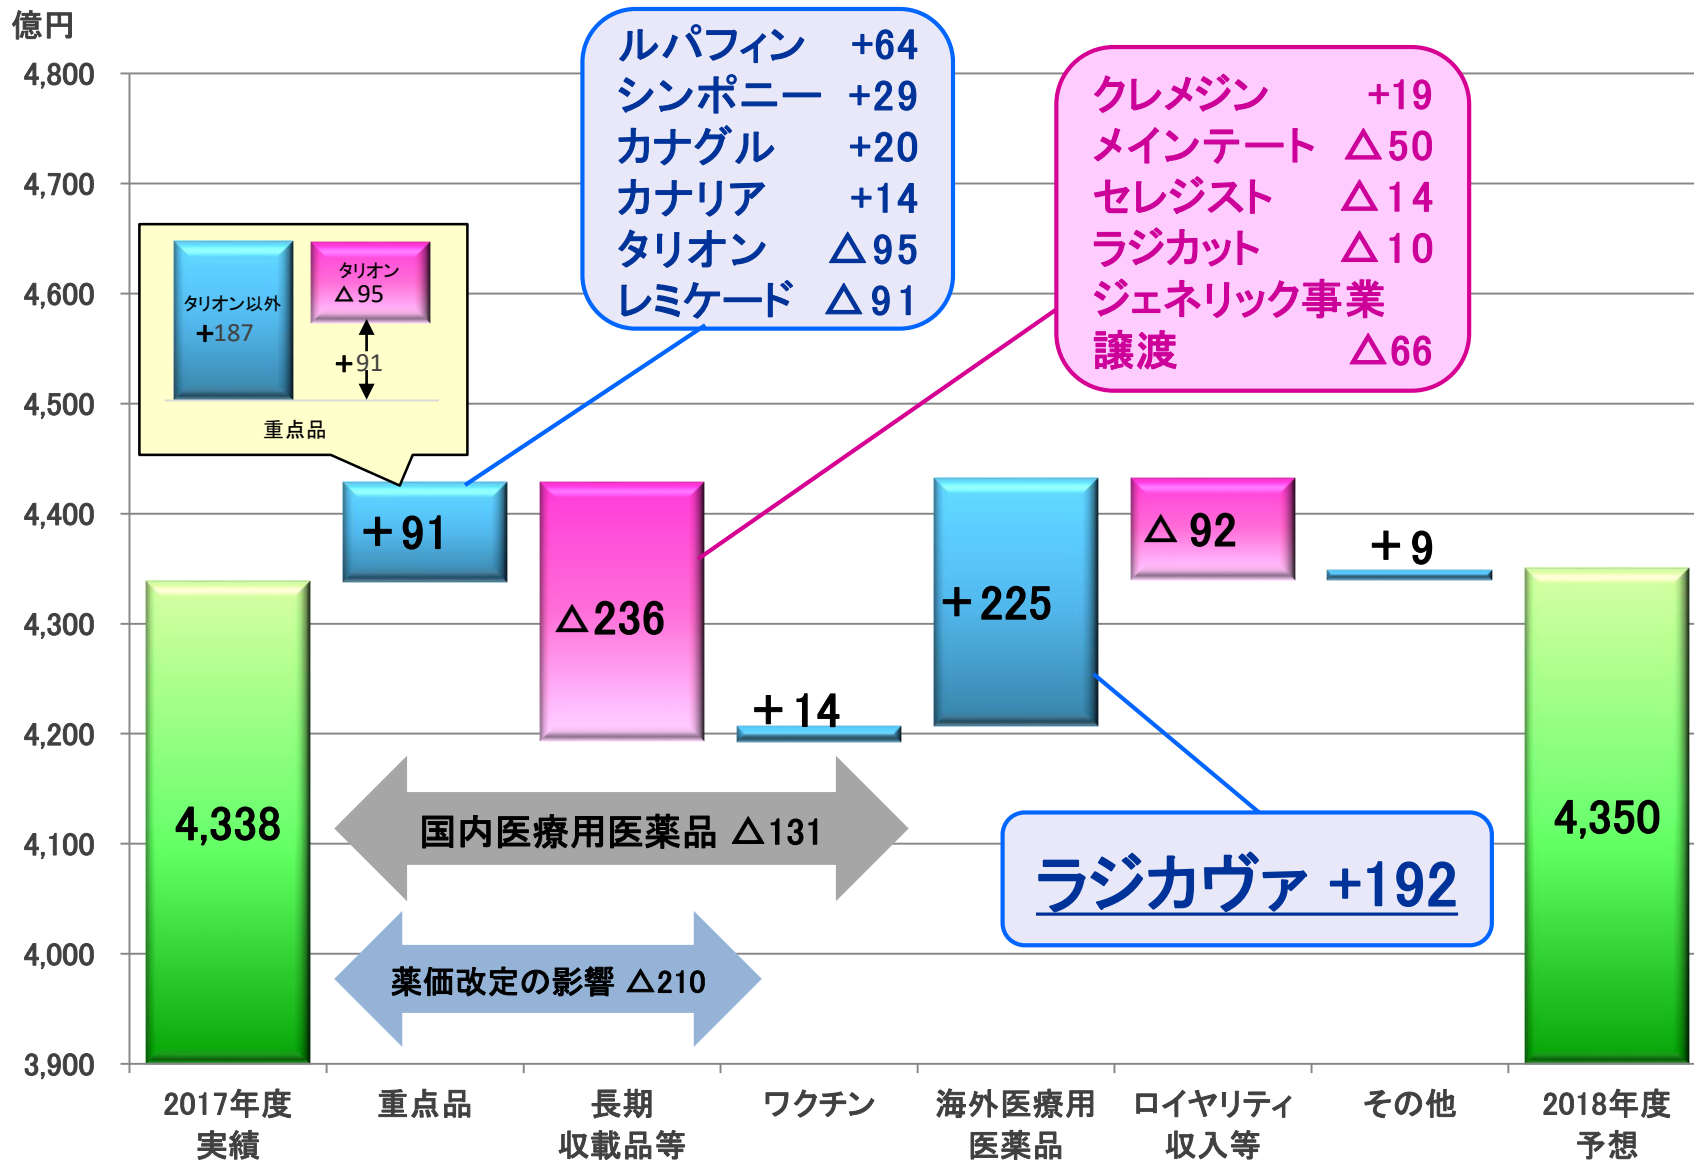 億円
4,800
4,700
4,600
4,500
4,400
4,300
4,200
4,100
4,000
3,900
ルパフィン +64
シンポニー +29
カナグル +20
カナリア +14
タリオン △95
レミケード △91
クレメジン +19
メインテート △50
セレジスト △14
ラジカット △10
ジェネリック事業
譲渡 △66
タリオン以外
+187
タリオン
△95
+91
重点品
+91
△236
+14
+225
△92
+9
4,338
4,350
国内医療用医薬品 △131
薬価改定の影響 △210
ラジカヴァ +192
2017年度
実績
重点品
長期
収載品等
ワクチン
海外医療用
医薬品
ロイヤリティ
収入等
その他
2018年度
予想